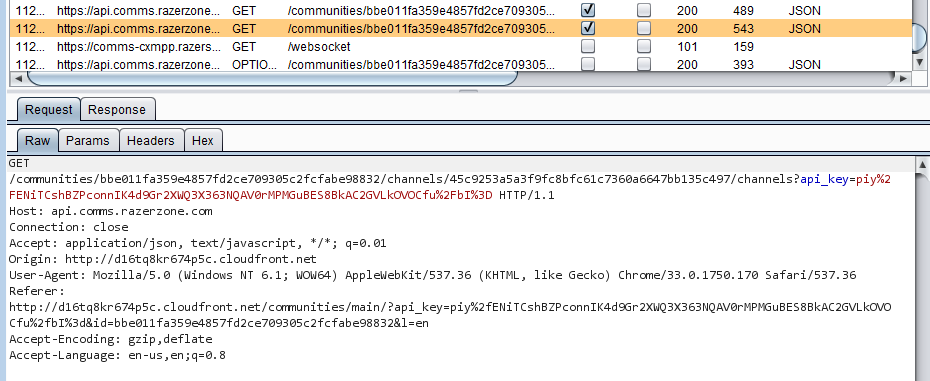 112... https://api.comms.razerzone... GET /communities/bbe011fa359e4857fd2ce709305... 200 489 JSON
112... https://api.comms.razerzone... GET /communities/bbe011fa359e4857fd2ce709305... 200 543 JSON
112... https://comms-cxmpp.razers... GET /websocket 101 159
112... https://api.comms.razerzone... OPTIO... /communities/bbe011fa359e4857fd2ce709305... 200 393 JSON
Request Response
Raw Params Headers Hex
GET
/communities/bbe011fa359e4857fd2ce709305c2fcfabe98832/channels/45c9253a5a3f9fc8bfc61c7360a6647bb135c497/channels?api_key=piy%2
fENiTCshBZPconnIK4d9Gr2XWQ3X363NQAV0rMPMGuBES8BkAC2GVLkOVOCfu%2FbI%3D HTTP/1.1
Host: api.comms.razerzone.com
Connection: close
Accept: application/json, text/javascript, */*; q=0.01
Origin: http://d16tq8kr674p5c.cloudfront.net
User-Agent: Mozilla/5.0 (Windows NT 6.1; WOW64) AppleWebKit/537.36 (KHTML, like Gecko) Chrome/33.0.1750.170 Safari/537.36
Referer:
http://d16tq8kr674p5c.cloudfront.net/communities/main/?api_key=piy%2fENiTCshBZPconnIK4d9Gr2XWQ3X363NQAV0rMPMGuBES8BkAC2GVLkOVO
Cfu%2fbI%3d&id=bbe011fa359e4857fd2ce709305c2fcfabe98832&l=en
Accept-Encoding: gzip,deflate
Accept-Language: en-us,en;q=0.8